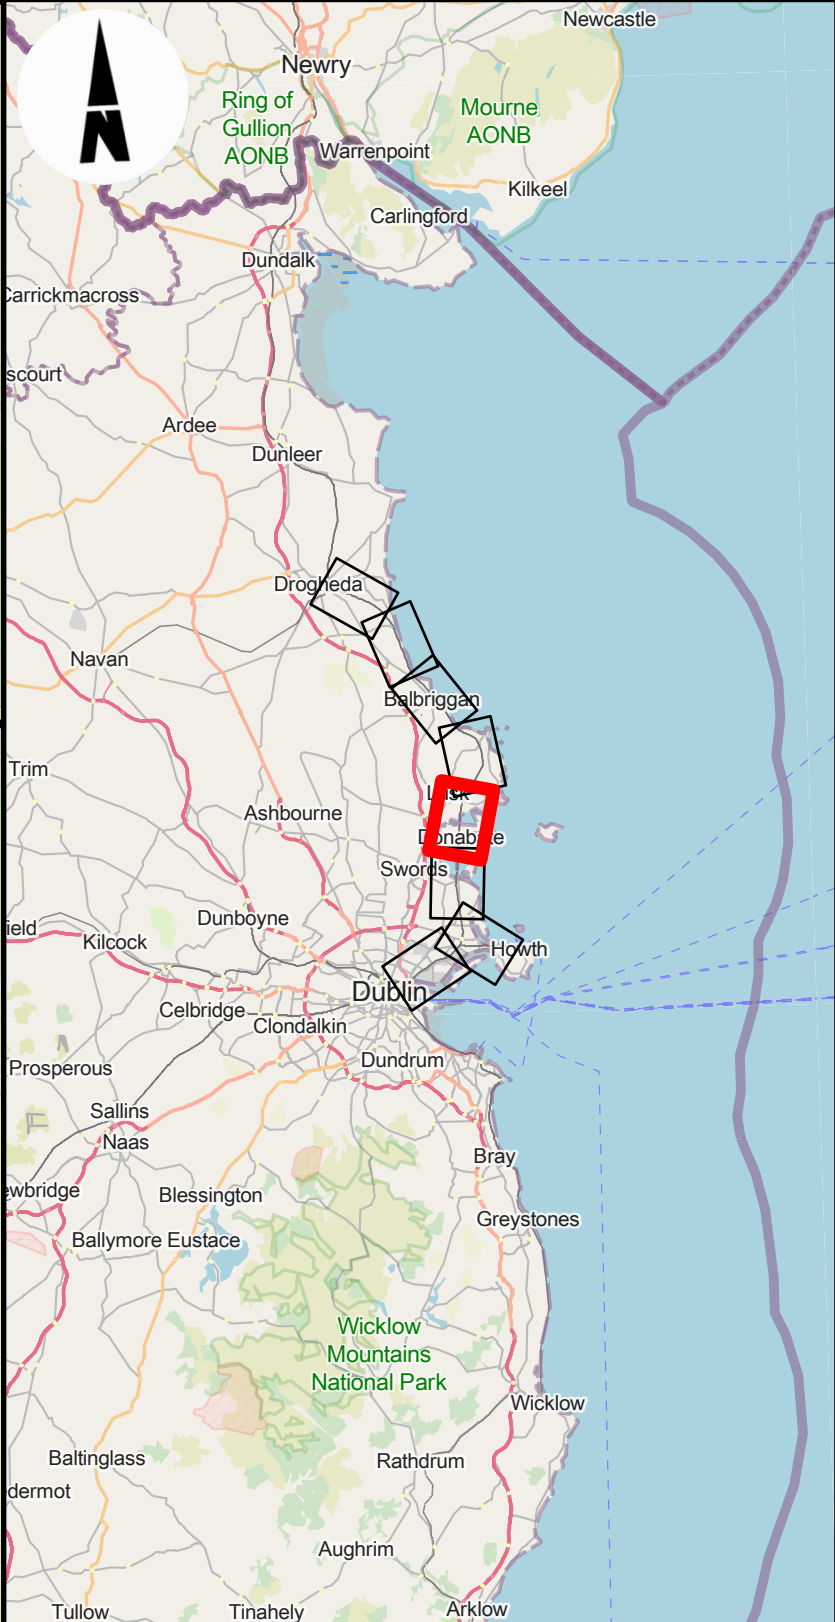 Newcastle
N
Newry
Ring of
Gullion
AONB
Mourne
AONB
Warrenpoint
Kilkeel
Carlingford
Dundalk
Carrickmacross
scourt
Ardee
Dunleer
Drogheda
Navan
Balbriggan
Trim
Lusk
Ashbourne
Donabate
Swords
Dunboyne
ield
Kilcock
Howth
Dublin
Celbridge
Clondalkin
Dundrum
Prosperous
Sallins
Naas
Bray
ewbridge
Blessington
Greystones
Ballymore Eustace
Wicklow
Mountains
National Park
Wicklow
Baltinglass
Rathdrum
dermot
Aughrim
Tullow
Tinahely
Arklow